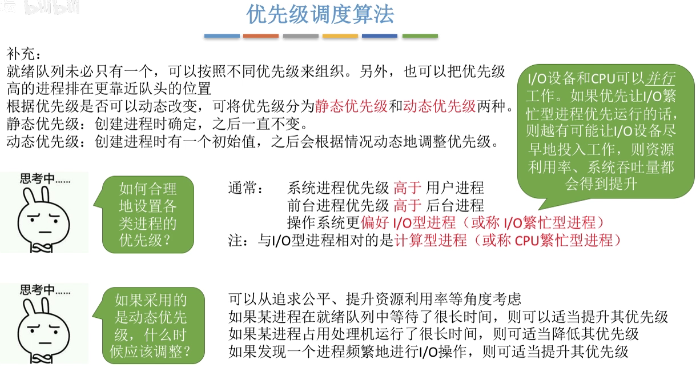 bilibili
优先级调度算法
补充：
就绪队列未必只有一个，可以按照不同优先级来组织。另外，也可以把优先级
高的进程排在更靠近队头的位置
根据优先级是否可以动态改变，可将优先级分为静态优先级和动态优先级两种。
静态优先级：创建进程时确定，之后一直不变。
动态优先级：创建进程时有一个初始值，之后会根据情况动态地调整优先级。
I/O设备和CPU可以并行
工作。如果优先让I/O繁
忙型进程优先运行的话，
则越有可能让I/O设备尽
早地投入工作，则资源
利用率、系统吞吐量都
会得到提升
思考中......
如何合理
地设置各
类进程的
优先级？
通常： 系统进程优先级 高于 用户进程
前台进程优先级 高于 后台进程
操作系统更偏好 I/O型进程（或称 I/O繁忙型进程）
注：与I/O型进程相对的是计算型进程（或称 CPU繁忙型进程）
思考中......
如果采用的
是动态优先
级，什么时
候应该调整？
可以从追求公平、提升资源利用率等角度考虑
如果某进程在就绪队列中等待了很长时间，则可以适当提升其优先级
如果某进程占用处理机运行了很长时间，则可适当降低其优先级
如果发现一个进程频繁地进行I/O操作，则可适当提升其优先级